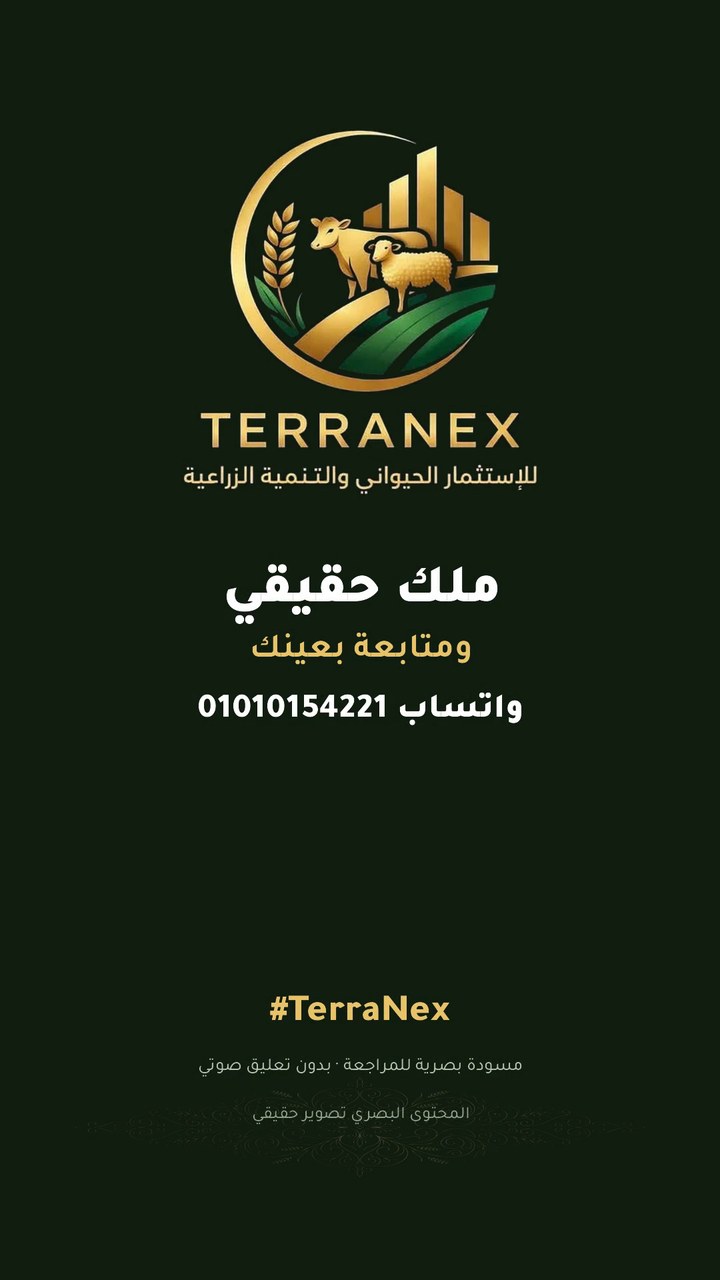 TERRANEX
للإستثمار الحيواني والتنمية الزراعية
ملك حقيقي
ومتابعة بعينك
واتساب 01010154221
#TerraNex
مسودة بصرية للمراجعة · بدون تعليق صوتي
المحتوى البصري تصوير حقيقي